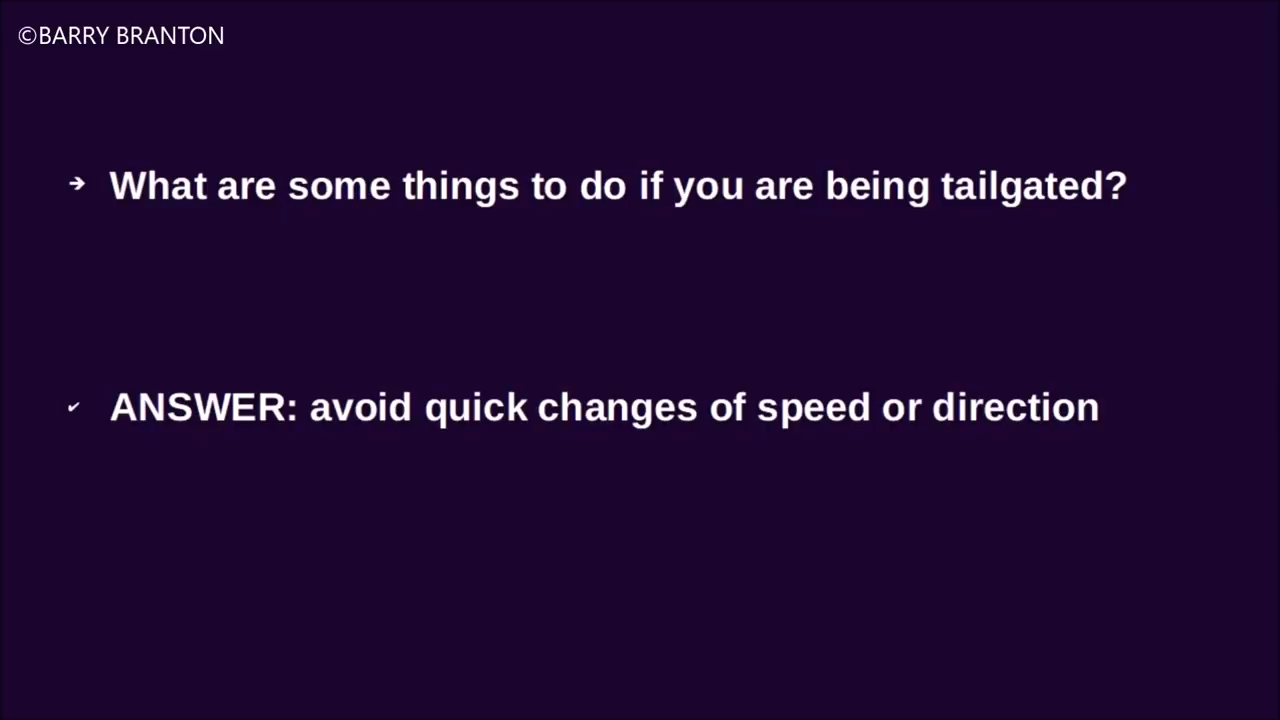 ©BARRY BRANTON
➔ What are some things to do if you are being tailgated?
✔ ANSWER: avoid quick changes of speed or direction